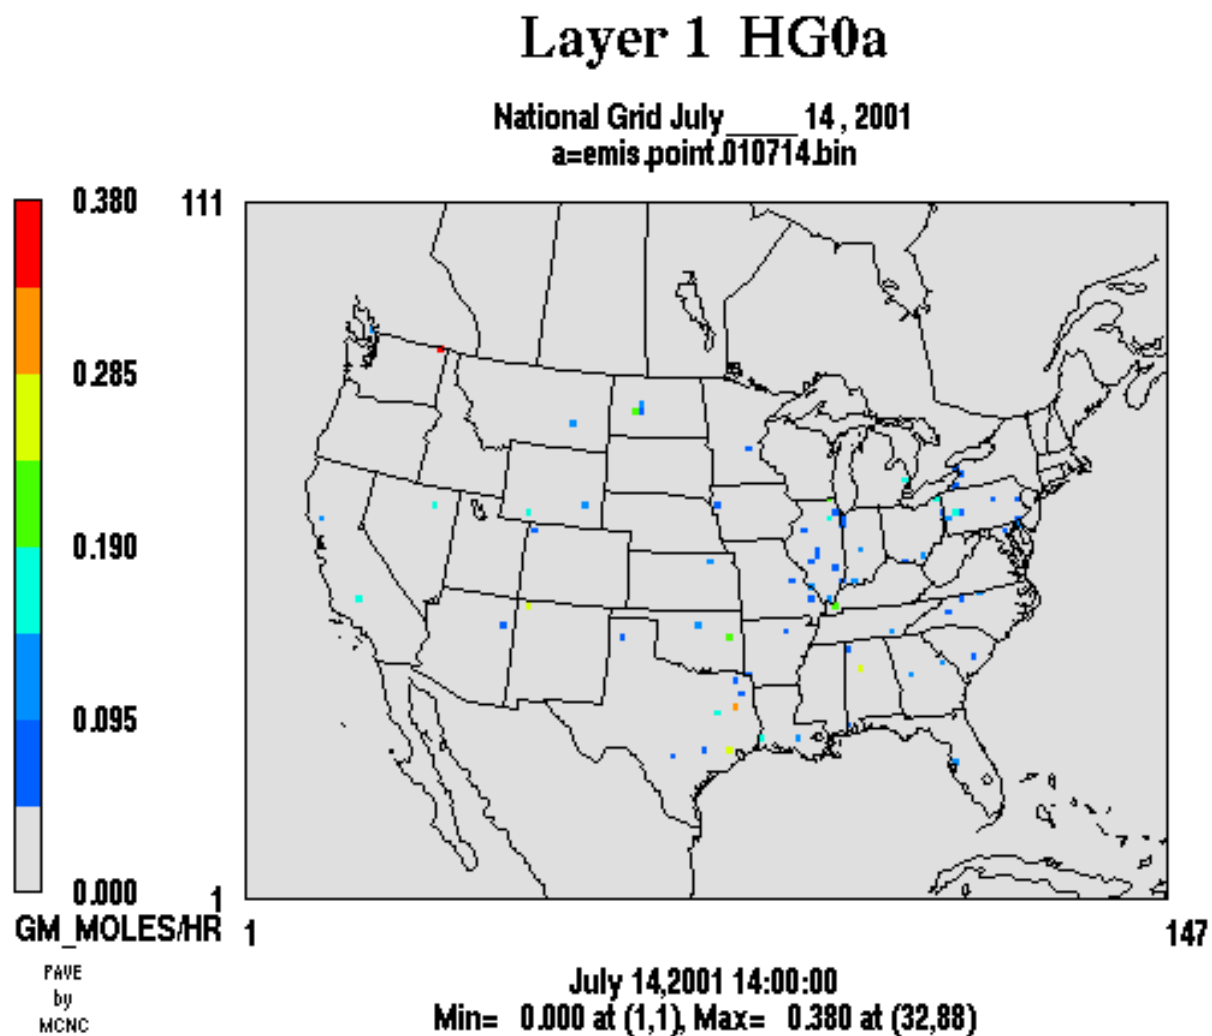 Layer 1 HG0a
National Grid July____ 14, 2001
a=emis.point.010714.bin
0.380
111
0.285
0.190
0.095
0.000
1
GM_MOLES/HR
1
147
PAVE
by
MCNC
July 14,2001 14:00:00
Min= 0.000 at (1,1), Max= 0.380 at (32,88)